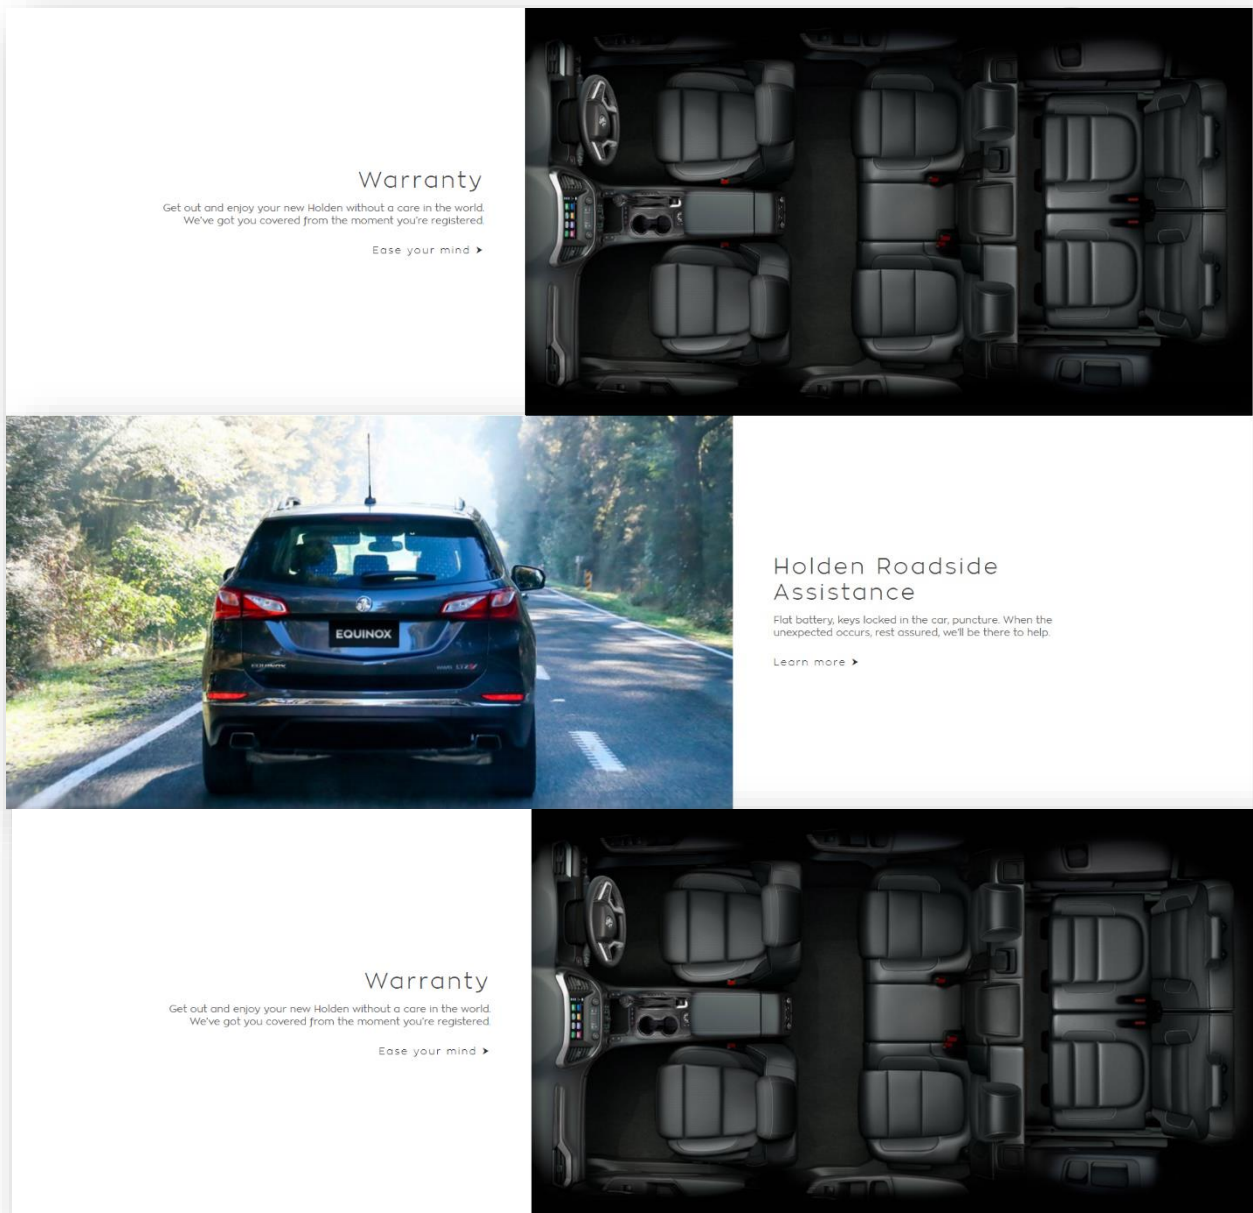 Warranty
Get out and enjoy your new Holden without a care in the world.
We've got you covered from the moment you're registered.
Ease your mind
EQUINOX
EQUINOX
Holden Roadside
Assistance
Flat battery, keys locked in the car, puncture. When the
unexpected occurs, rest assured, we'll be there to help.
Learn more
Warranty
Get out and enjoy your new Holden without a care in the world.
We've got you covered from the moment you're registered.
Ease your mind